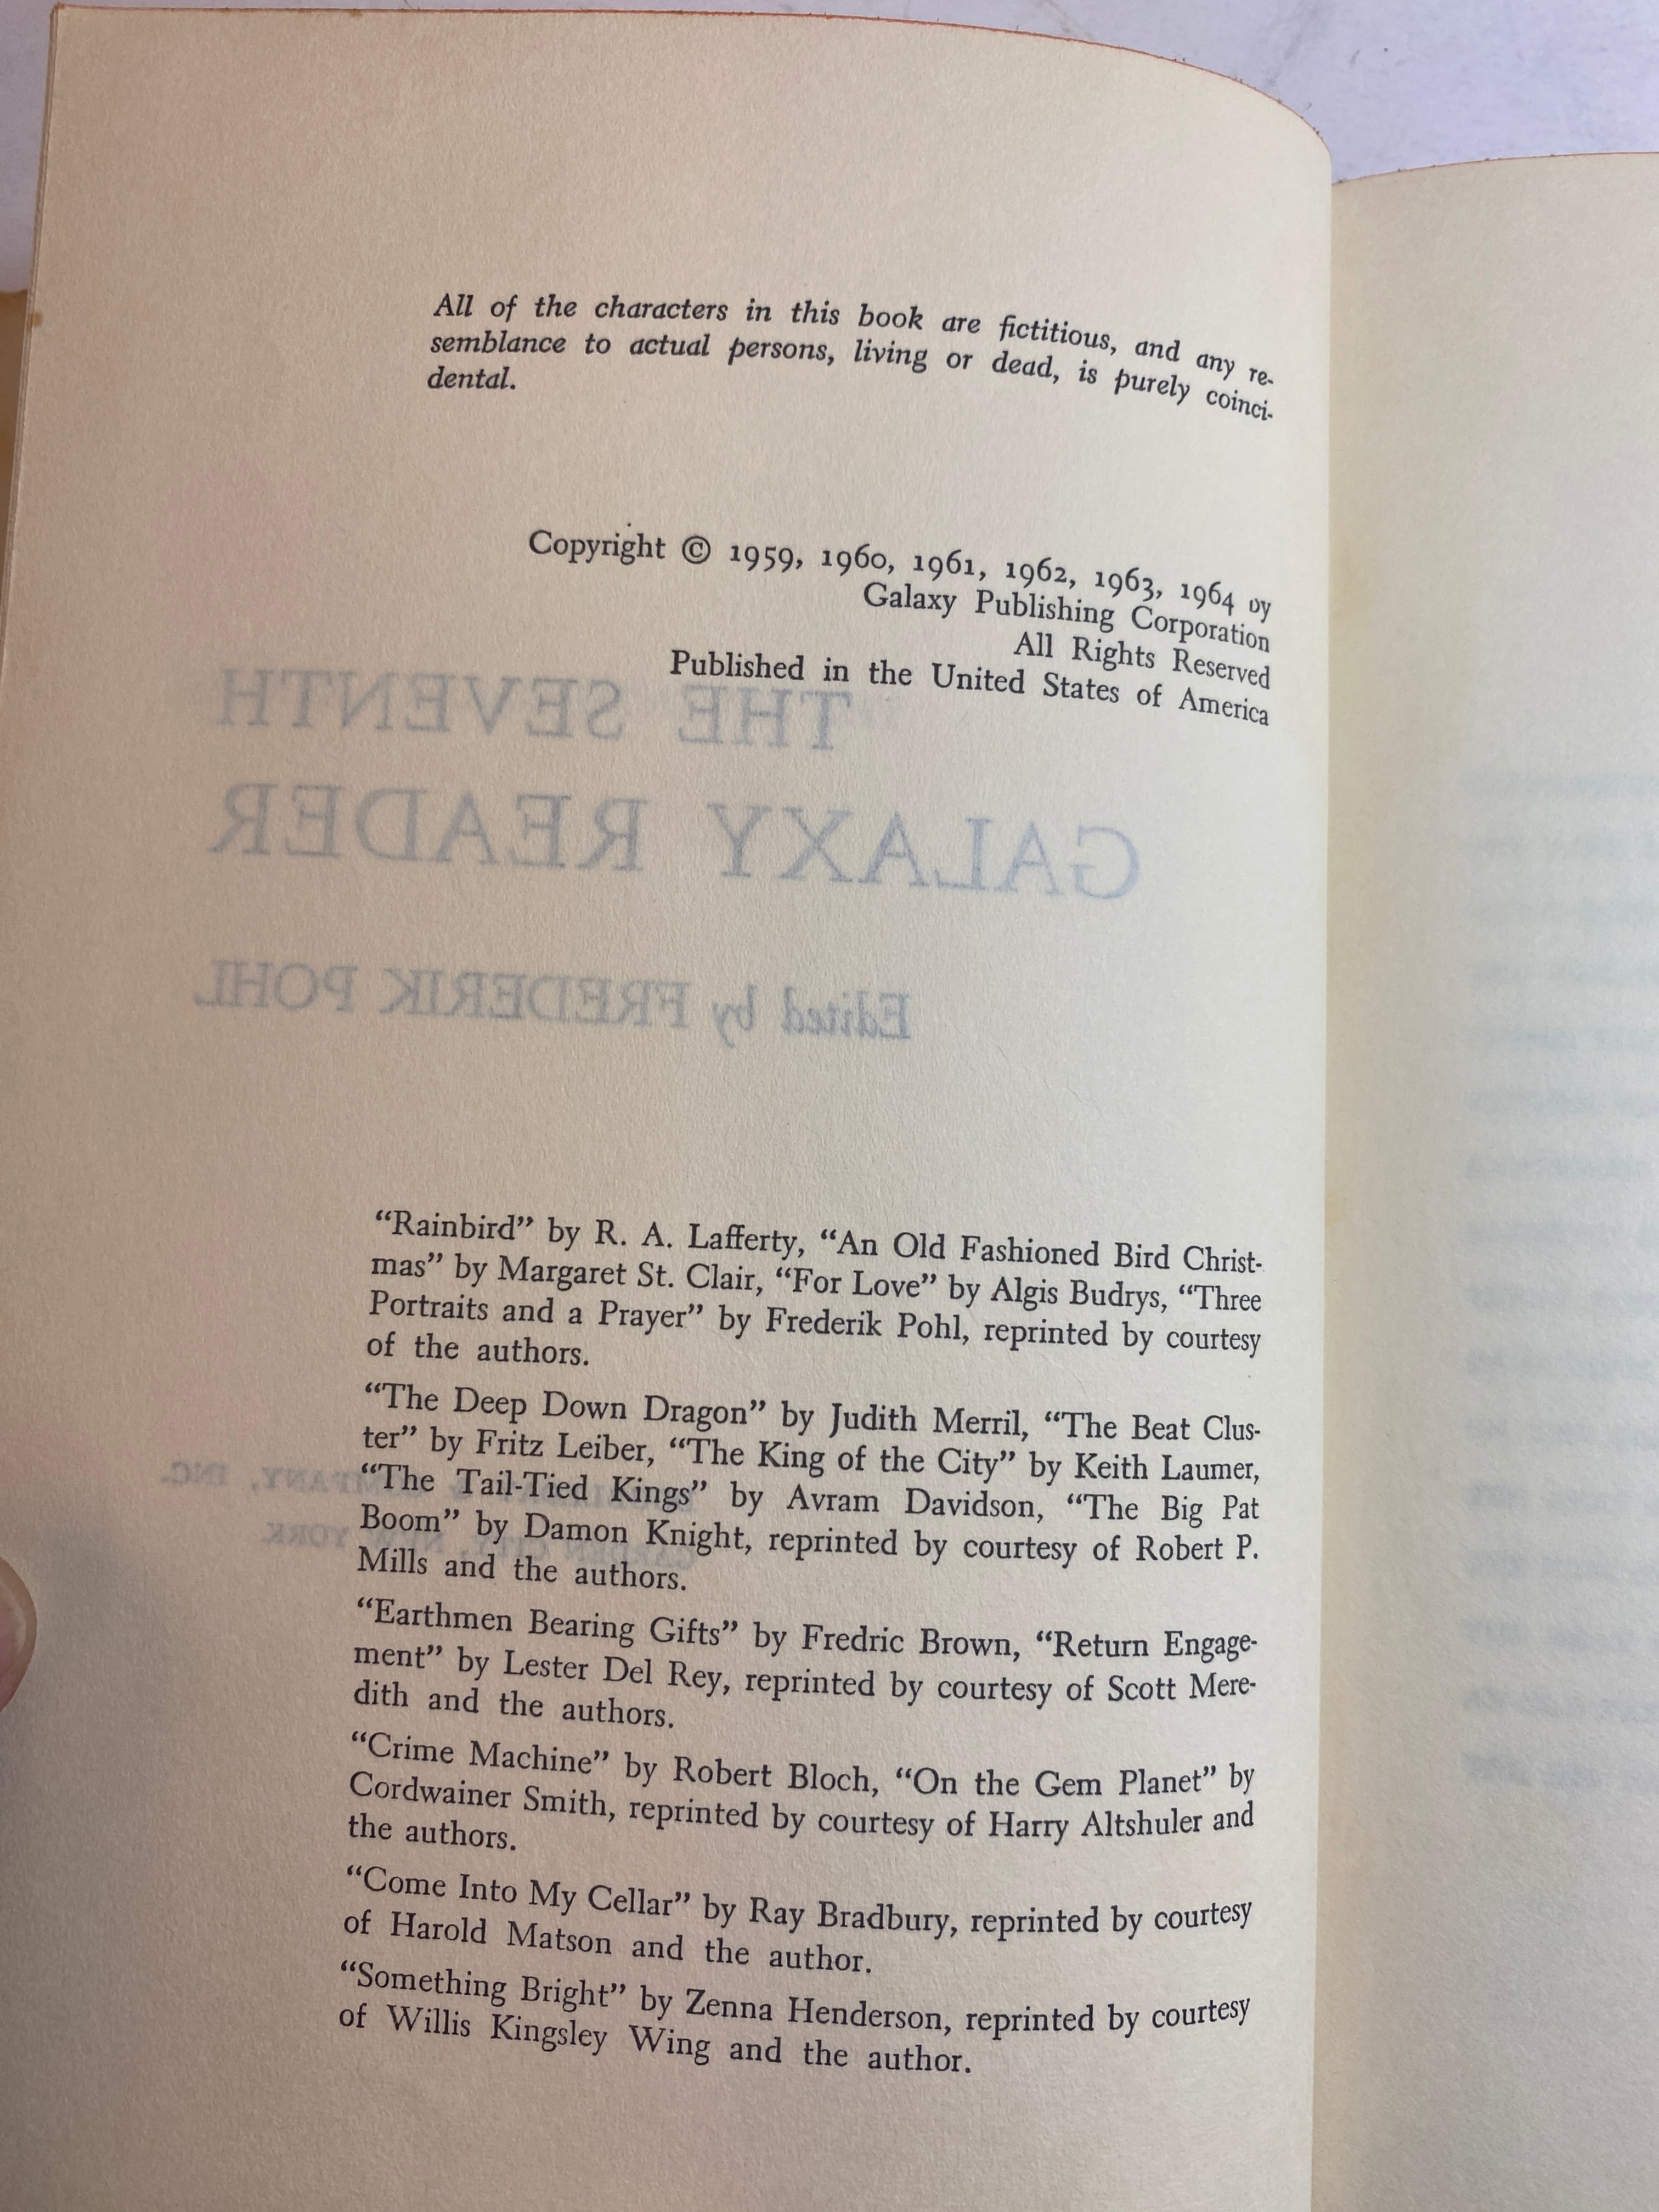 All of the characters in this book are fictitious, and any re-
semblance to actual persons, living or dead, is purely coinci-
dental.
Copyright © 1959, 1960, 1961, 1962, 1963, 1964 by
Galaxy Publishing Corporation
All Rights Reserved
Published in the United States of America
THE SEVENTH
GALAXY READER
Edited by FREDERIK POHL
“Rainbird” by R. A. Lafferty, “An Old Fashioned Bird Christ-
mas” by Margaret St. Clair, “For Love” by Algis Budrys, “Three
Portraits and a Prayer” by Frederik Pohl, reprinted by courtesy
of the authors.
“The Deep Down Dragon” by Judith Merril, “The Beat Clus-
ter” by Fritz Leiber, “The King of the City” by Keith Laumer,
“The Tail-Tied Kings” by Avram Davidson, “The Big Pat
Boom” by Damon Knight, reprinted by courtesy of Robert P.
Mills and the authors.
“Earthmen Bearing Gifts” by Fredric Brown, “Return Engage-
ment” by Lester Del Rey, reprinted by courtesy of Scott Mere-
dith and the authors.
“Crime Machine” by Robert Bloch, “On the Gem Planet” by
Cordwainer Smith, reprinted by courtesy of Harry Altshuler and
the authors.
“Come Into My Cellar” by Ray Bradbury, reprinted by courtesy
of Harold Matson and the author.
“Something Bright” by Zenna Henderson, reprinted by courtesy
of Willis Kingsley Wing and the author.